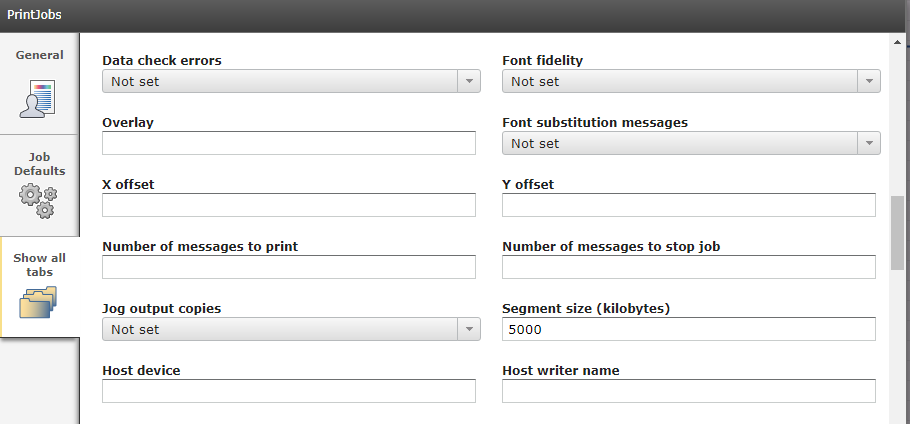 PrintJobs
General
Job
Defaults
Show all
tabs
Data check errors
Not set
Font fidelity
Not set
Overlay
Font substitution messages
Not set
X offset
Y offset
Number of messages to print
Number of messages to stop job
Jog output copies
Not set
Segment size (kilobytes)
5000
Host device
Host writer name